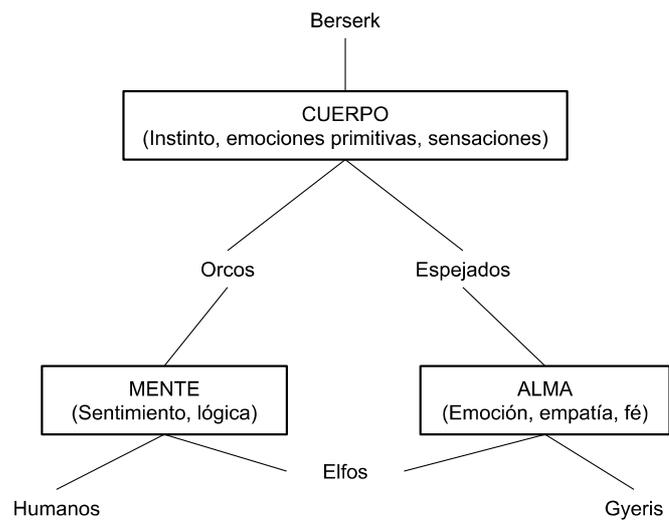 Berserk
CUERPO
(Instinto, emociones primitivas, sensaciones)
Orcos
Espejados
MENTE
(Sentimiento, lógica)
ALMA
(Emoción, empatía, fé)
Elfos
Humanos
Gyeris